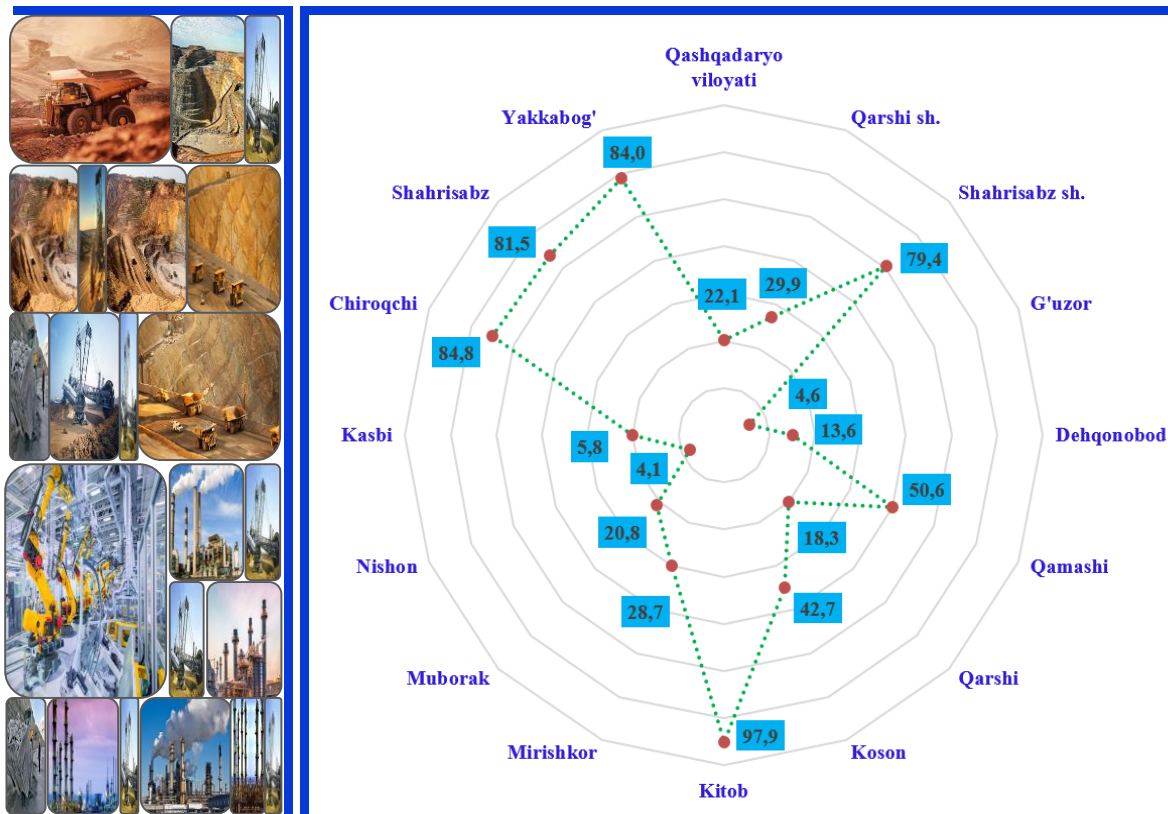 Qashqadaryo
viloyati
Yakkabog'
Qarshi sh.
84,0
Shahrisabz
Shahrisabz sh.
81,5
79,4
29,9
22,1
Chiroqchi
G'uzor
84,8
4,6
13,6
Kasbi
Dehqonobod
5,8
4,1
50,6
20,8
18,3
Nishon
Qamashi
28,7
42,7
Muborak
Qarshi
97,9
Mirishkor
Koson
Kitob